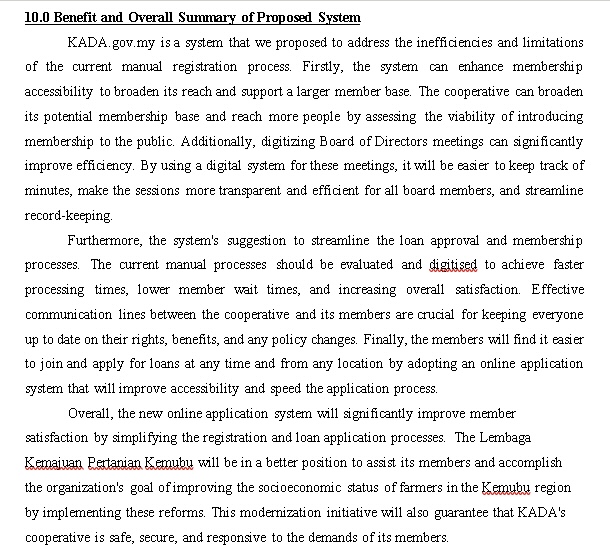 10.0 Benefit and Overall Summary of Proposed System
KADA.gov.my is a system that we proposed to address the inefficiencies and limitations
of the current manual registration process. Firstly, the system can enhance membership
accessibility to broaden its reach and support a larger member base. The cooperative can broaden
its potential membership base and reach more people by assessing the viability of introducing
membership to the public. Additionally, digitizing Board of Directors meetings can significantly
improve efficiency. By using a digital system for these meetings, it will be easier to keep track of
minutes, make the sessions more transparent and efficient for all board members, and streamline
record-keeping.
Furthermore, the system's suggestion to streamline the loan approval and membership
processes. The current manual processes should be evaluated and digitised to achieve faster
processing times, lower member wait times, and increasing overall satisfaction. Effective
communication lines between the cooperative and its members are crucial for keeping everyone
up to date on their rights, benefits, and any policy changes. Finally, the members will find it easier
to join and apply for loans at any time and from any location by adopting an online application
system that will improve accessibility and speed the application process.
Overall, the new online application system will significantly improve member
satisfaction by simplifying the registration and loan application processes. The Lembaga
Kemajuan Pertanian Kemubu will be in a better position to assist its members and accomplish
the organization's goal of improving the socioeconomic status of farmers in the Kemubu region
by implementing these reforms. This modernization initiative will also guarantee that KADA's
cooperative is safe, secure, and responsive to the demands of its members.